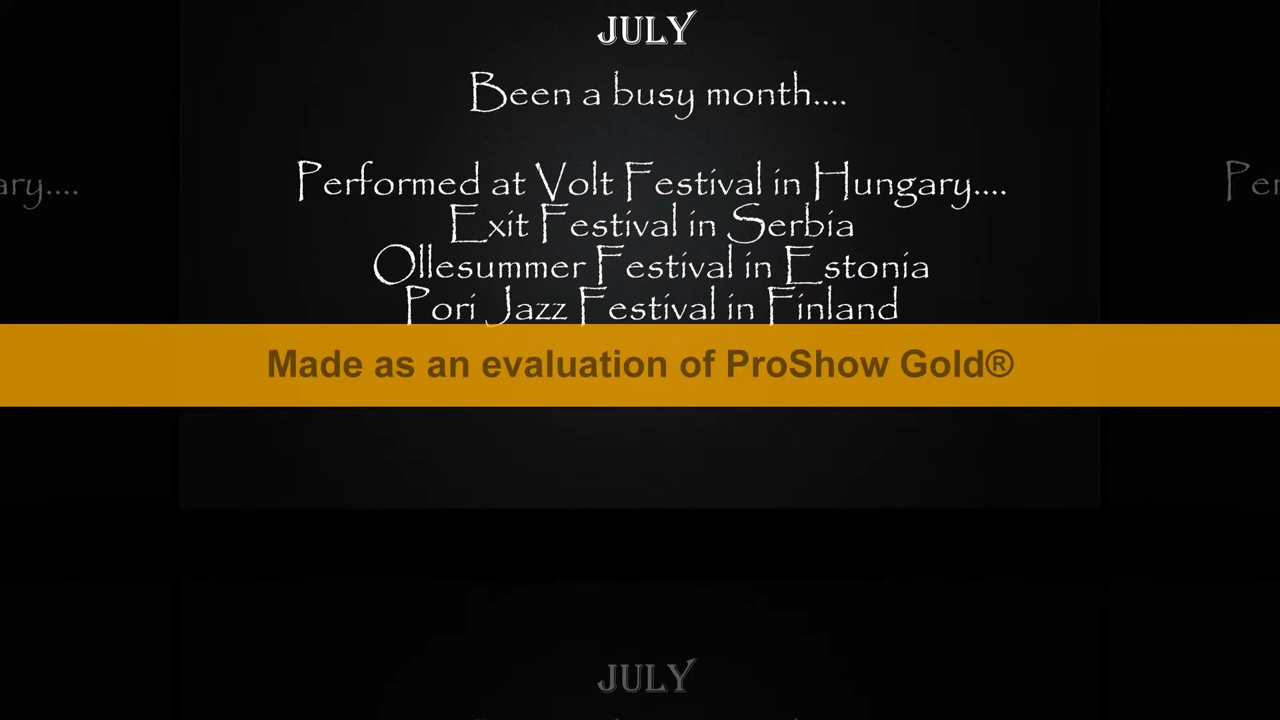 JULY
Been a busy month....
Performed at Volt Festival in Hungary....
ary....
Per
Exit Festival in Serbia
Ollesummer Festival in Estonia
Pori Jazz Festival in Finland
Made as an evaluation of ProShow Gold®
JULY